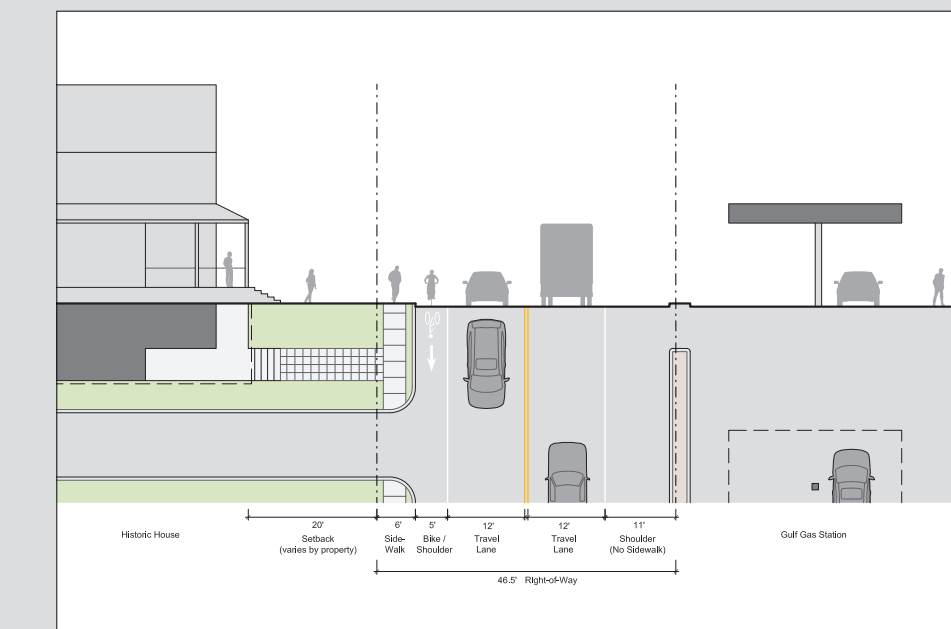 20' 6' 5' 12' 12' 11'
Historic House Setback Side- Bike / Travel Travel Shoulder Gulf Gas Station
(varies by property) Walk Shoulder Lane Lane (No Sidewalk)
46.5' Right-of-Way